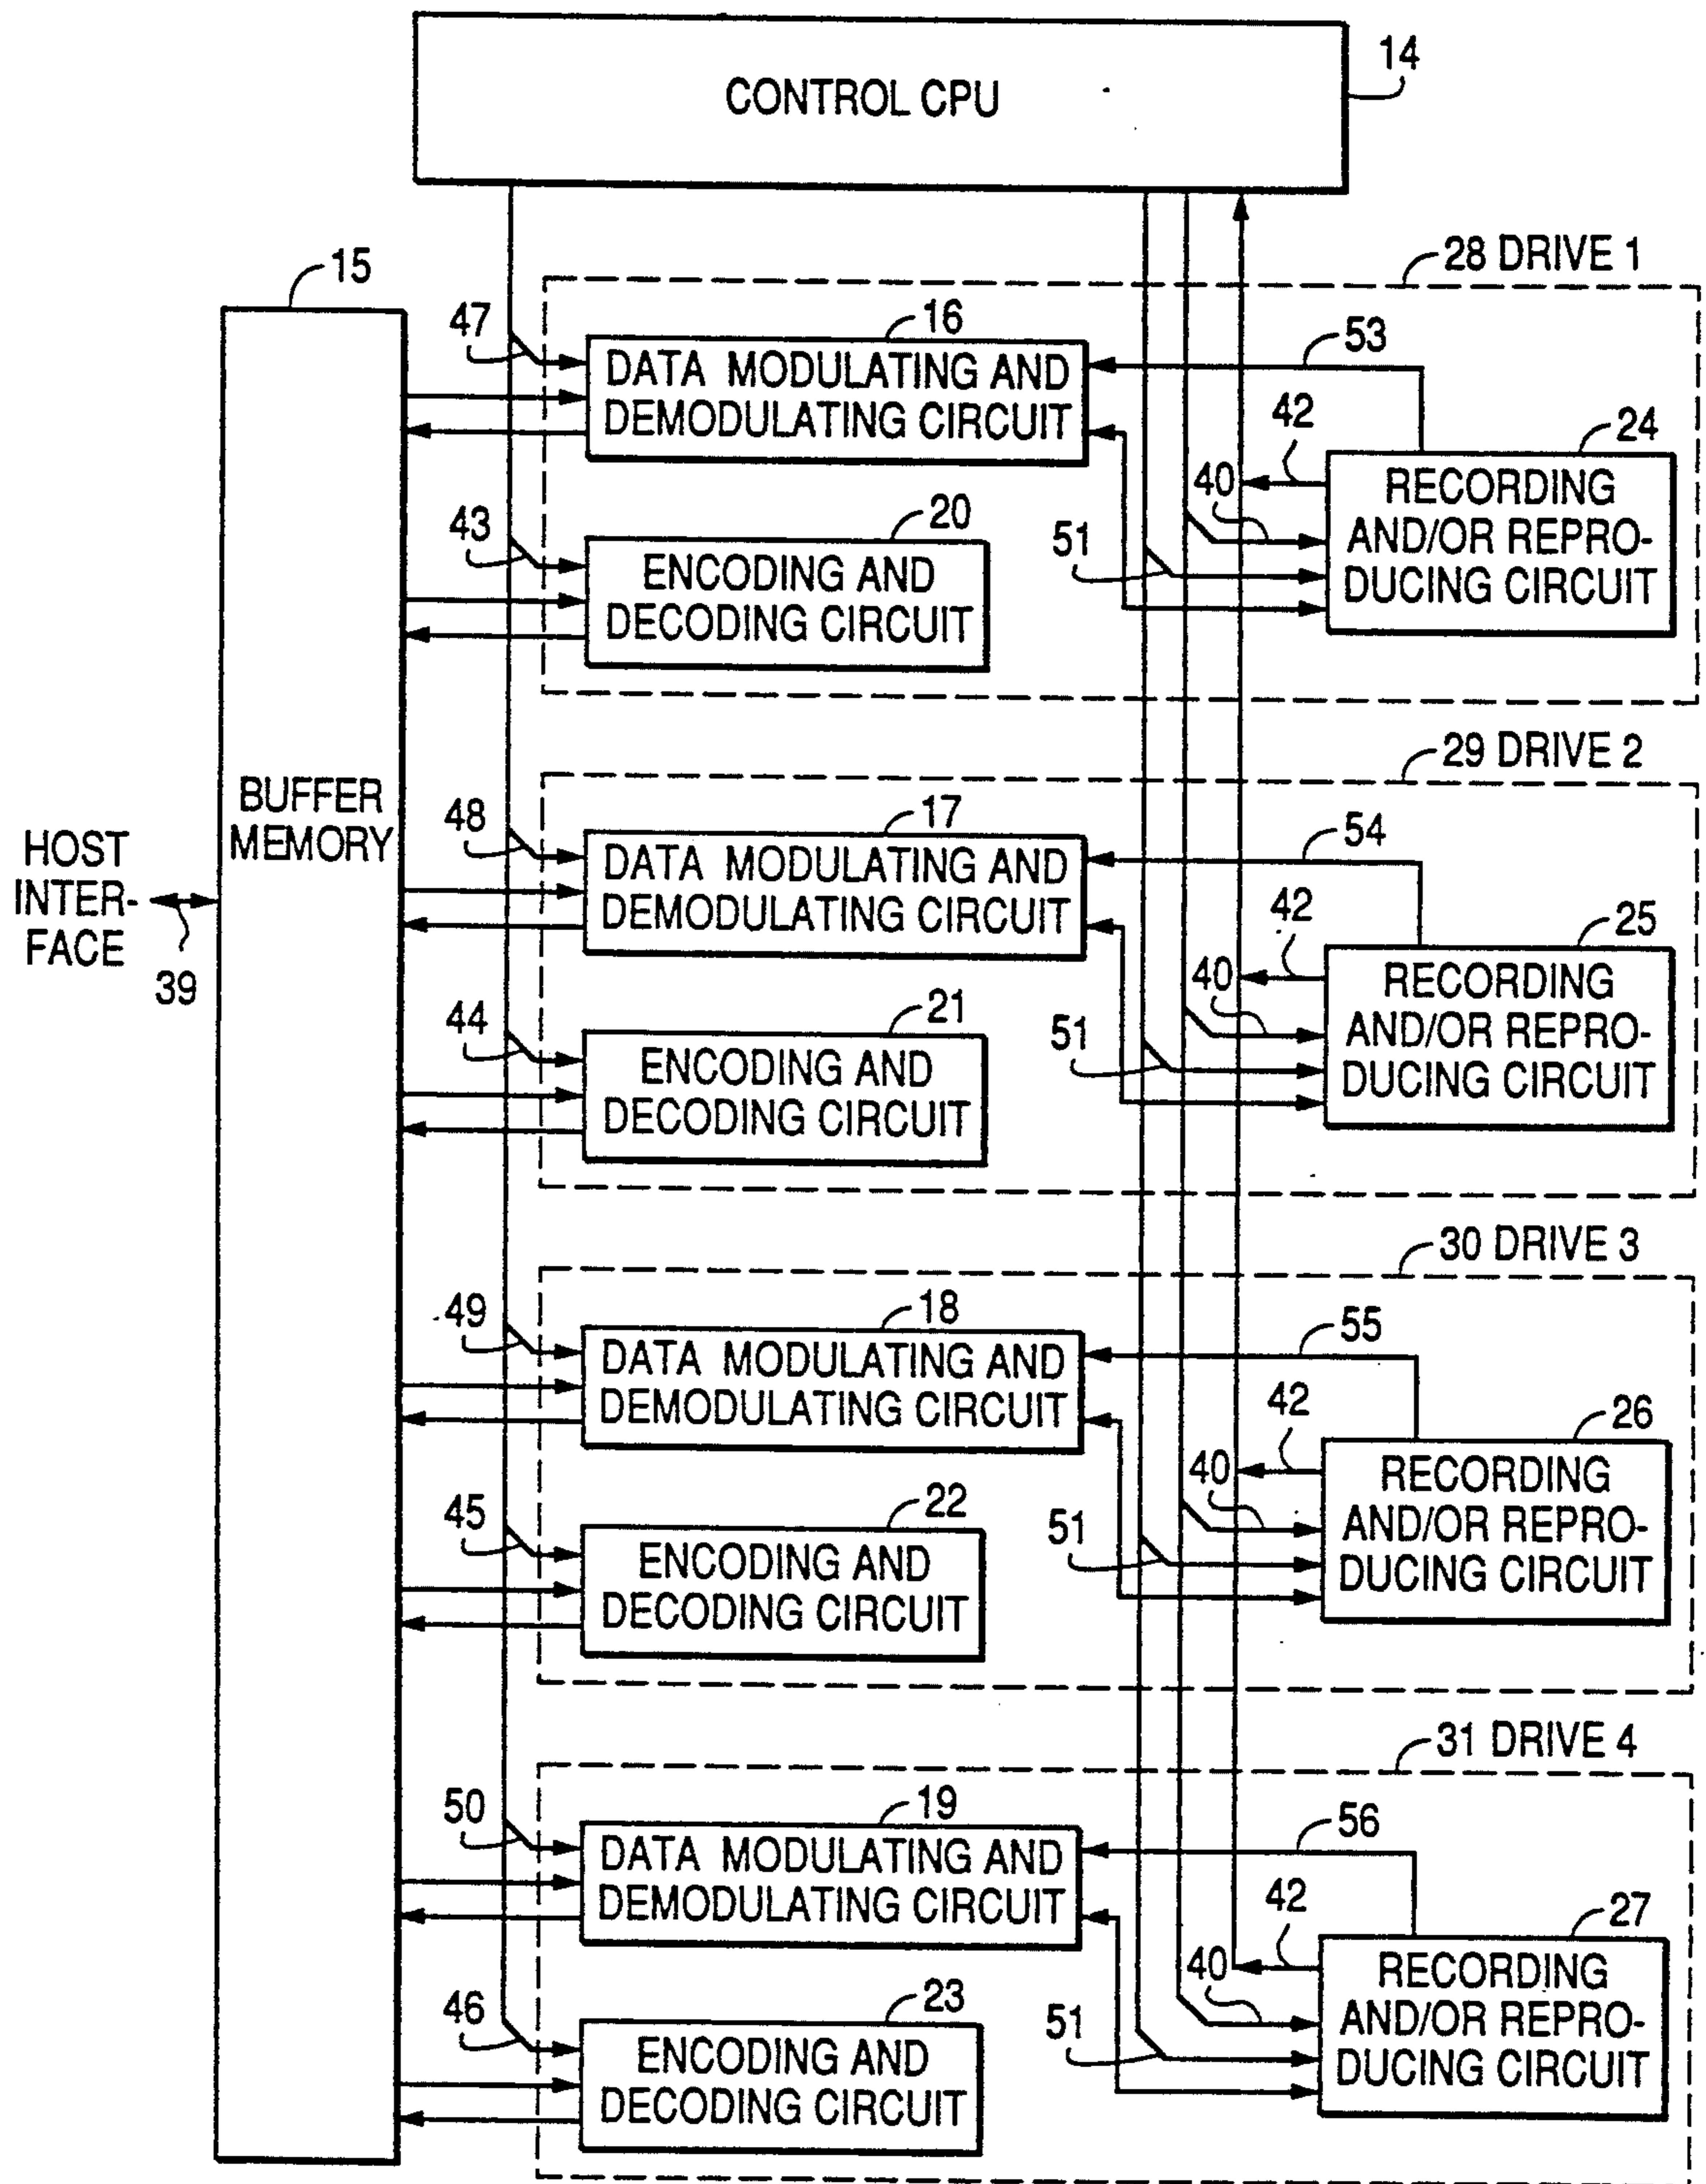 CONTROL CPU
14
15
28 DRIVE 1
47
16
DATA MODULATING AND
DEMODULATING CIRCUIT
53
42
24
40
RECORDING
AND/OR REPRO-
DUCING CIRCUIT
43
20
ENCODING AND
DECODING CIRCUIT
51
BUFFER
MEMORY
HOST
INTER-
FACE
39
29 DRIVE 2
48
17
DATA MODULATING AND
DEMODULATING CIRCUIT
54
42
25
40
RECORDING
AND/OR REPRO-
DUCING CIRCUIT
44
21
ENCODING AND
DECODING CIRCUIT
51
30 DRIVE 3
49
18
DATA MODULATING AND
DEMODULATING CIRCUIT
55
42
26
40
RECORDING
AND/OR REPRO-
DUCING CIRCUIT
45
22
ENCODING AND
DECODING CIRCUIT
51
31 DRIVE 4
50
19
DATA MODULATING AND
DEMODULATING CIRCUIT
56
42
27
40
RECORDING
AND/OR REPRO-
DUCING CIRCUIT
46
23
ENCODING AND
DECODING CIRCUIT
51